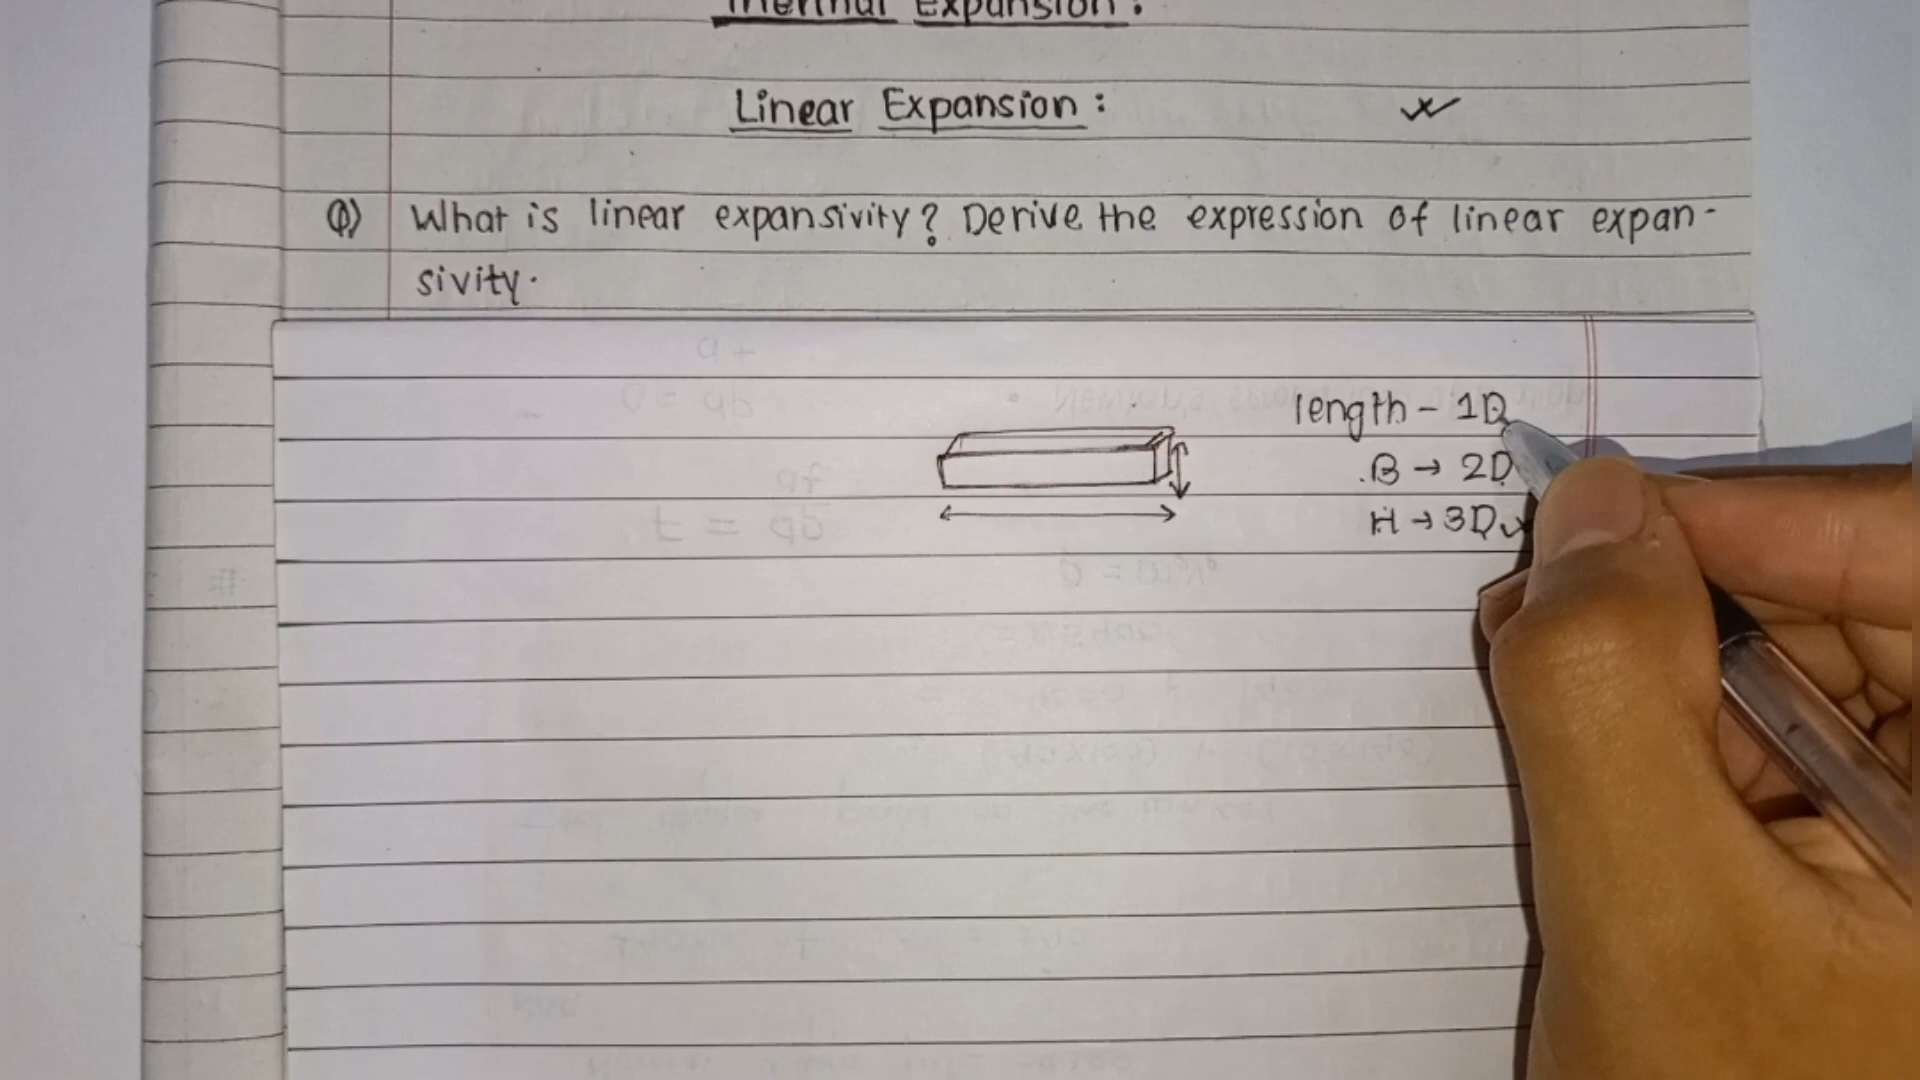 Thermal Expansion:
Linear Expansion:
Q) What is linear expansivity? Derive the expression of linear expan-
sivity.
length - 1D
B → 2D
H → 3D